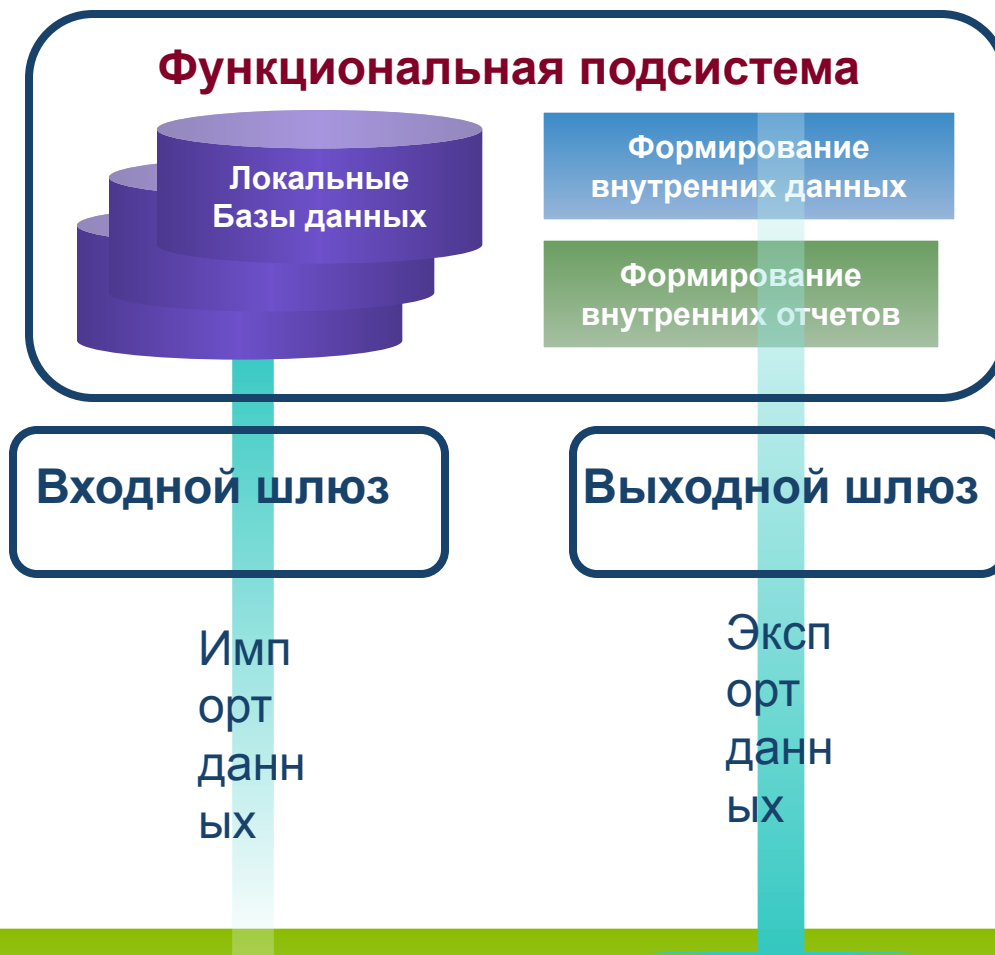 Функциональная подсистема
Локальные
Базы данных
Формирование
внутренних данных
Формирование
внутренних отчетов
Входной шлюз
Выходной шлюз
Имп
орт
данн
ых
Эксп
орт
данн
ых